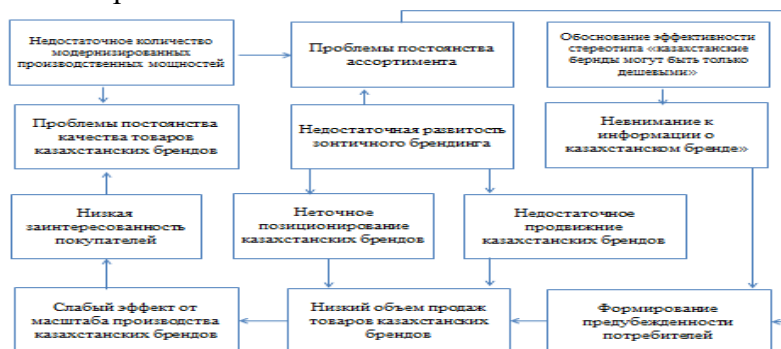 Недостаточное количество
модернизированных
производственных мощностей
Проблемы постоянства
ассортимента
Обоснование эффективности
стереотипа «казахстанские
бернды могут быть только
дешевыми»
Проблемы постоянства
качества товаров
казахстанских брендов
Недостаточная развитость
зонтичного брендинга
Невнимание к
информации о
казахстанском бренде»
Низкая
заинтересованность
покупателей
Неточное
позиционирование
казахстанских брендов
Недостаточное
продвижние
казахстанских брендов
Слабый эффект от
масштаба производства
казахстанских брендов
Низкий объем продаж
товаров казахстанских
брендов
Формирование
предубежденности
потребителей